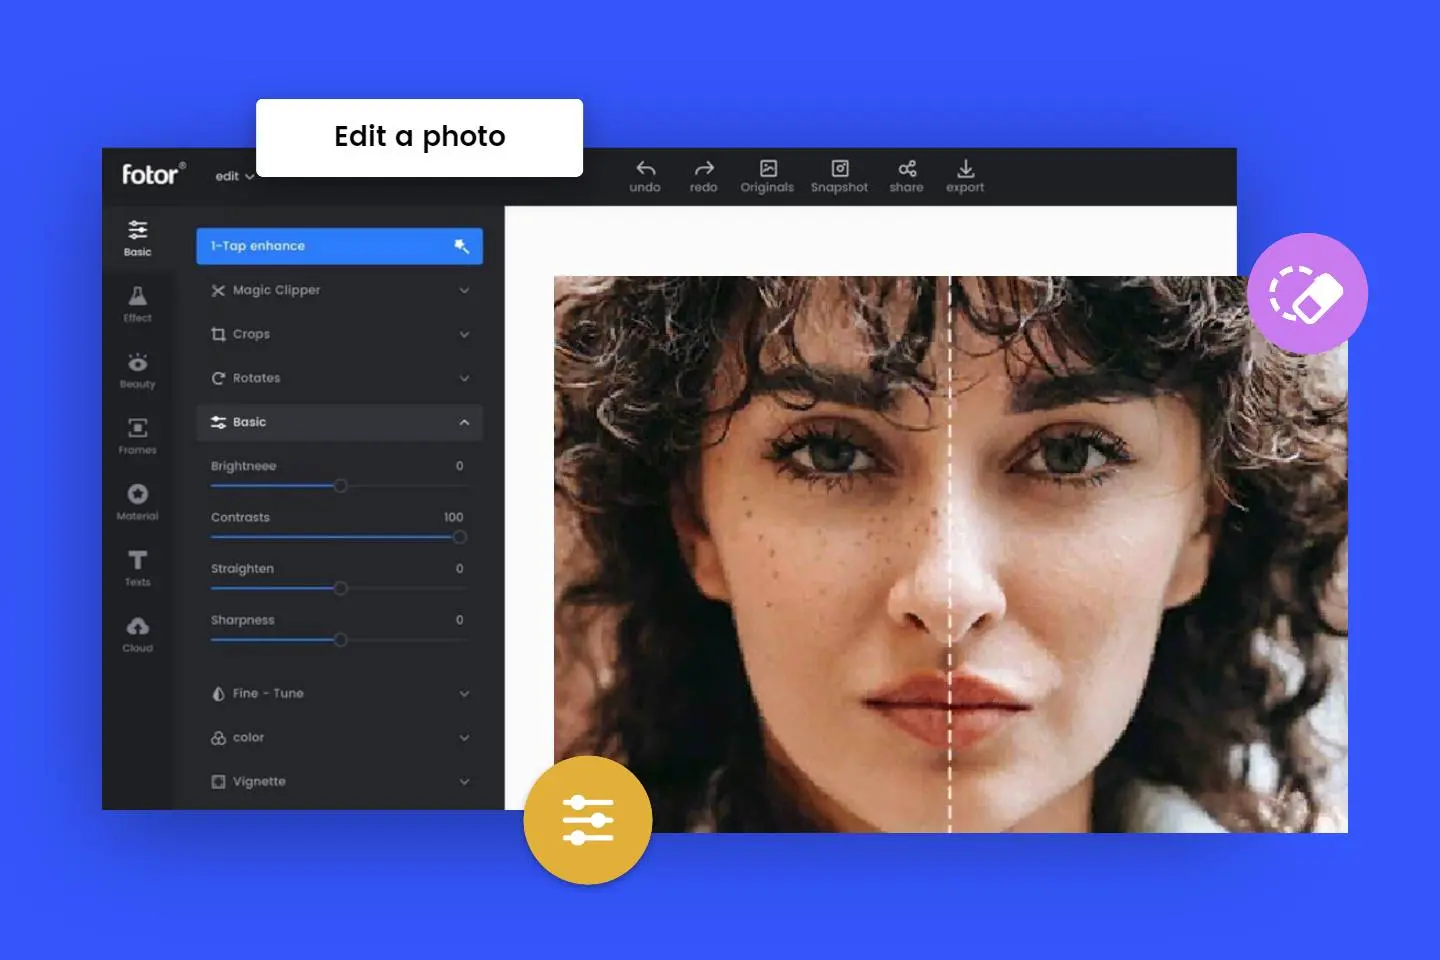 Edit a photo
fotor®
edit
undo
redo
Originals
Snapshot
share
export
Basic
Effect
Beauty
Frames
Material
Texts
Cloud
1-Tap enhance
Magic Clipper
Crops
Rotates
Basic
Brightneee 0
Contrasts 100
Straighten 0
Sharpness 0
Fine - Tune
color
Vignette